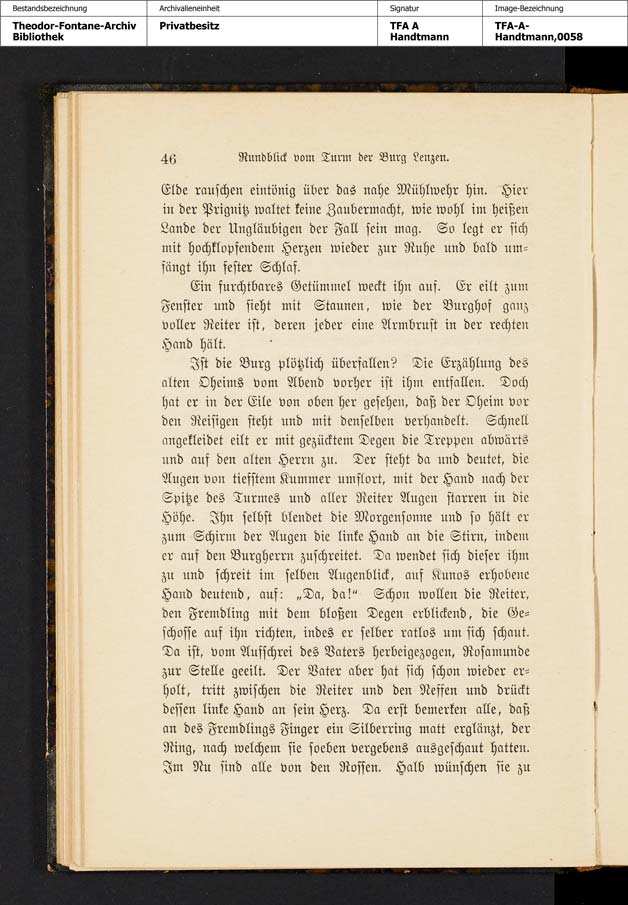 Bestandsbezeichnung Archivalieneinheit Signatur Image-Bezeichnung
Theodor-Fontane-Archiv Privatbesitz TFA A TFA-A-
Bibliothek Handtmann Handtmann,0058
46 Rundblick vom Turm der Burg Lenzen.
Elde rauschen eintönig über das nahe Mühlwehr hin. Hier
in der Prignitz waltet keine Zaubermacht, wie wohl im heißen
Lande der Ungläubigen der Fall sein mag. So legt er sich
mit hochklopfendem Herzen wieder zur Ruhe und bald um-
fängt ihn fester Schlaf.
Ein furchtbares Getümmel weckt ihn auf. Er eilt zum
Fenster und sieht mit Staunen, wie der Burghof ganz
voller Reiter ist, deren jeder eine Armbrust in der rechten
Hand hält.
Ist die Burg plötzlich überfallen? Die Erzählung des
alten Oheims vom Abend vorher ist ihm entfallen. Doch
hat er in der Eile von oben her gesehen, daß der Oheim vor
den Reisigen steht und mit denselben verhandelt. Schnell
angekleidet eilt er mit gezücktem Degen die Treppen abwärts
und auf den alten Herrn zu. Der steht da und deutet, die
Augen von tiefstem Kummer umflort, mit der Hand nach der
Spitze des Turmes und aller Reiter Augen starren in die
Höhe. Ihn selbst blendet die Morgensonne und so hält er
zum Schirm der Augen die linke Hand an die Stirn, indem
er auf den Burgherrn zuschreitet. Da wendet sich dieser ihm
zu und schreit im selben Augenblick, auf Kunos erhobene
Hand deutend, auf: „Da, da!“ Schon wollen die Reiter,
den Fremdling mit dem bloßen Degen erblickend, die Ge-
schosse auf ihn richten, indes er selber ratlos um sich schaut.
Da ist, vom Aufschrei des Vaters herbeigezogen, Rosamunde
zur Stelle geeilt. Der Vater aber hat sich schon wieder er-
holt, tritt zwischen die Reiter und den Neffen und drückt
dessen linke Hand an sein Herz. Da erst bemerken alle, daß
an des Fremdlings Finger ein Silberring matt erglänzt, der
Ring, nach welchem sie soeben vergebens ausgeschaut hatten.
Im Nu sind alle von den Rossen. Halb wünschen sie zu